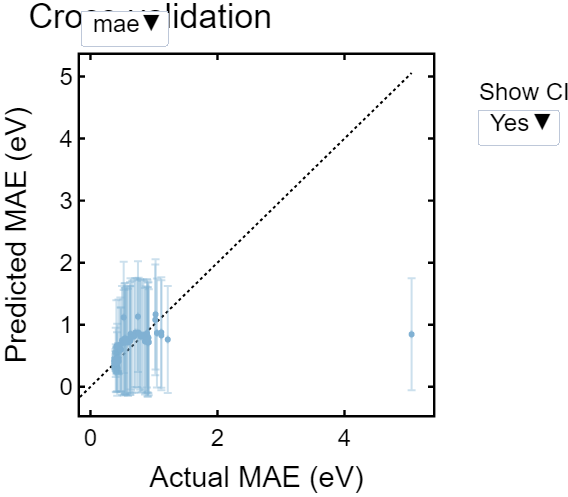 Cross validation
mae▼
Show CI
Yes ▼
Predicted MAE (eV)
5
4
3
2
1
0
0 2 4
Actual MAE (eV)